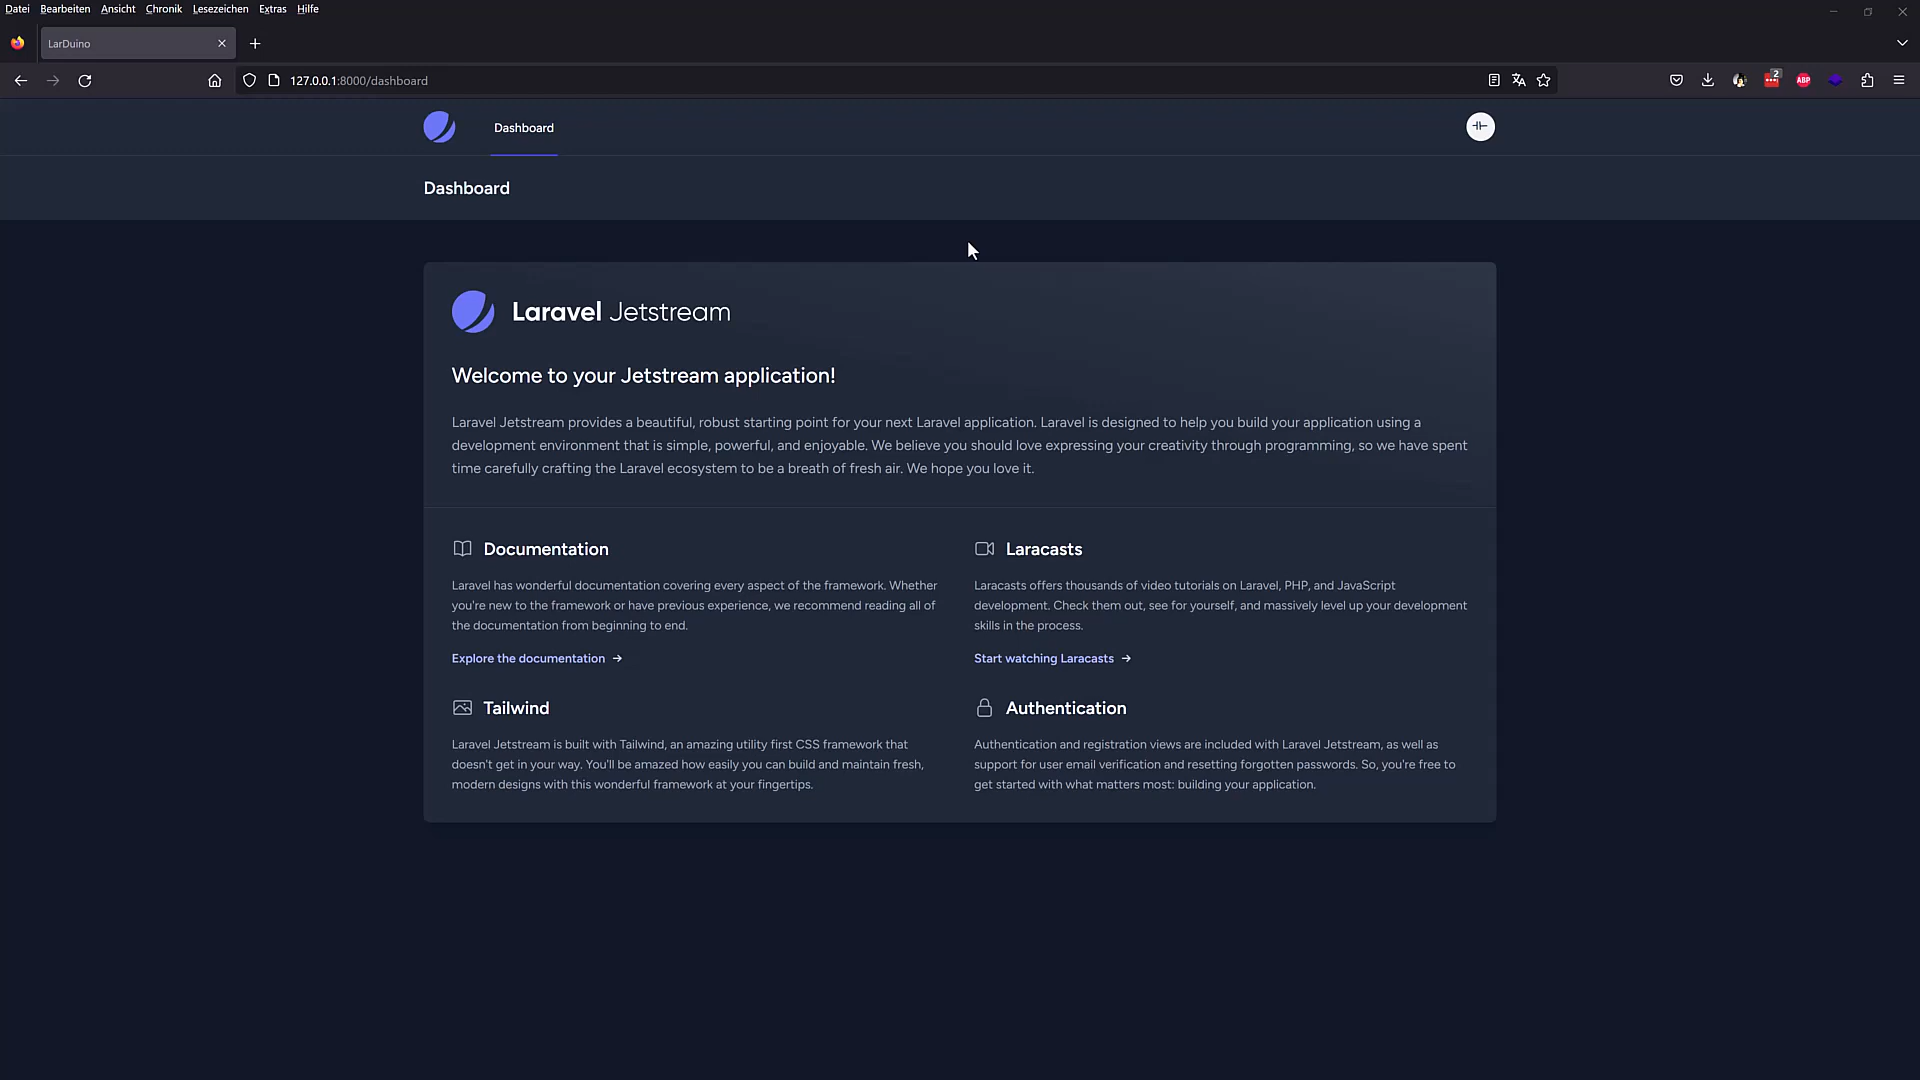 Datei Bearbeiten Ansicht Chronik Lesezeichen Extras Hilfe
LarDuino
127.0.0.1:8000/dashboard
2
ABP
Dashboard
Dashboard
Laravel Jetstream
Welcome to your Jetstream application!
Laravel Jetstream provides a beautiful, robust starting point for your next Laravel application. Laravel is designed to help you build your application using a
development environment that is simple, powerful, and enjoyable. We believe you should love expressing your creativity through programming, so we have spent
time carefully crafting the Laravel ecosystem to be a breath of fresh air. We hope you love it.
Documentation
Laravel has wonderful documentation covering every aspect of the framework. Whether
you're new to the framework or have previous experience, we recommend reading all of
the documentation from beginning to end.
Explore the documentation →
Laracasts
Laracasts offers thousands of video tutorials on Laravel, PHP, and JavaScript
development. Check them out, see for yourself, and massively level up your development
skills in the process.
Start watching Laracasts →
Tailwind
Laravel Jetstream is built with Tailwind, an amazing utility first CSS framework that
doesn't get in your way. You'll be amazed how easily you can build and maintain fresh,
modern designs with this wonderful framework at your fingertips.
Authentication
Authentication and registration views are included with Laravel Jetstream, as well as
support for user email verification and resetting forgotten passwords. So, you're free to
get started with what matters most: building your application.